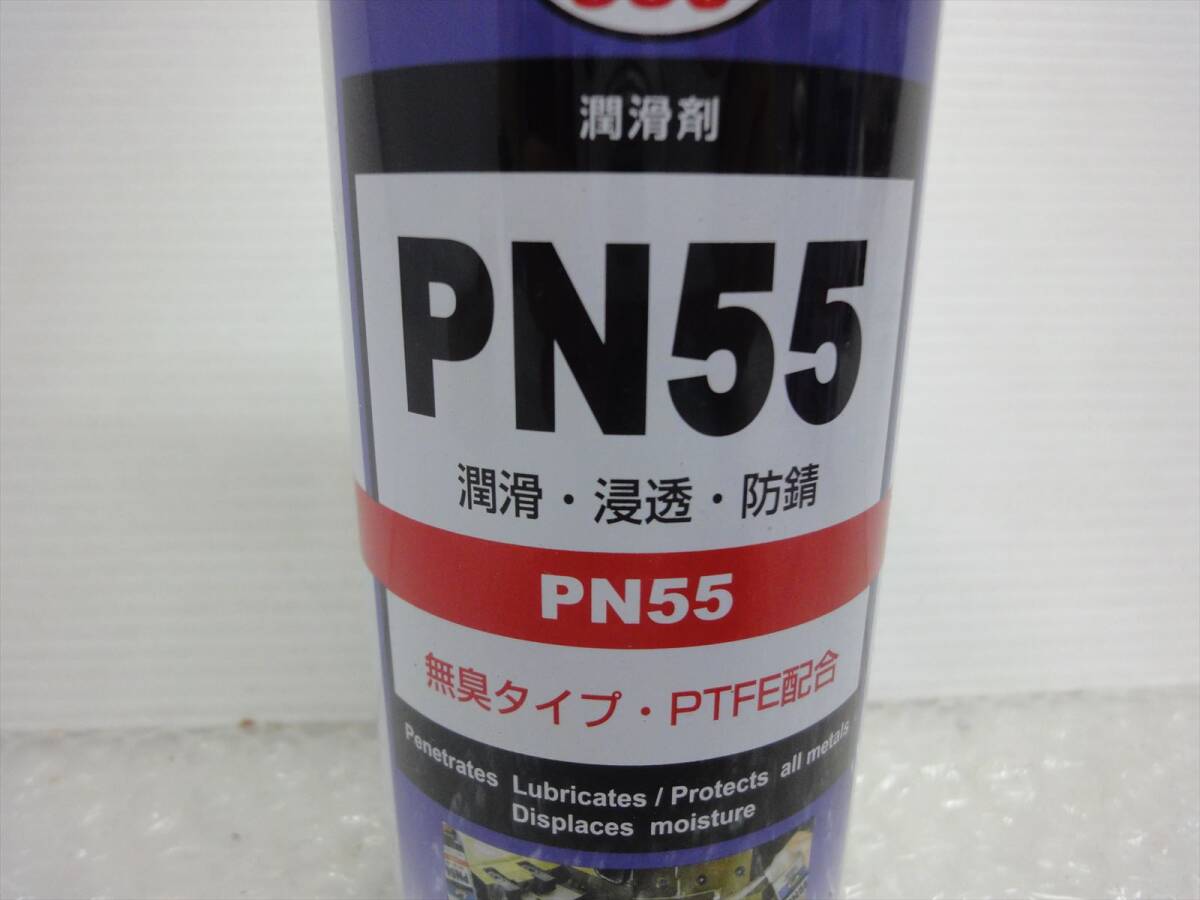 潤滑剤
PN55
潤滑・浸透・防錆
PN55
無臭タイプ・PTFE配合
Penetrates Lubricates / Protects all metals
Displaces moisture